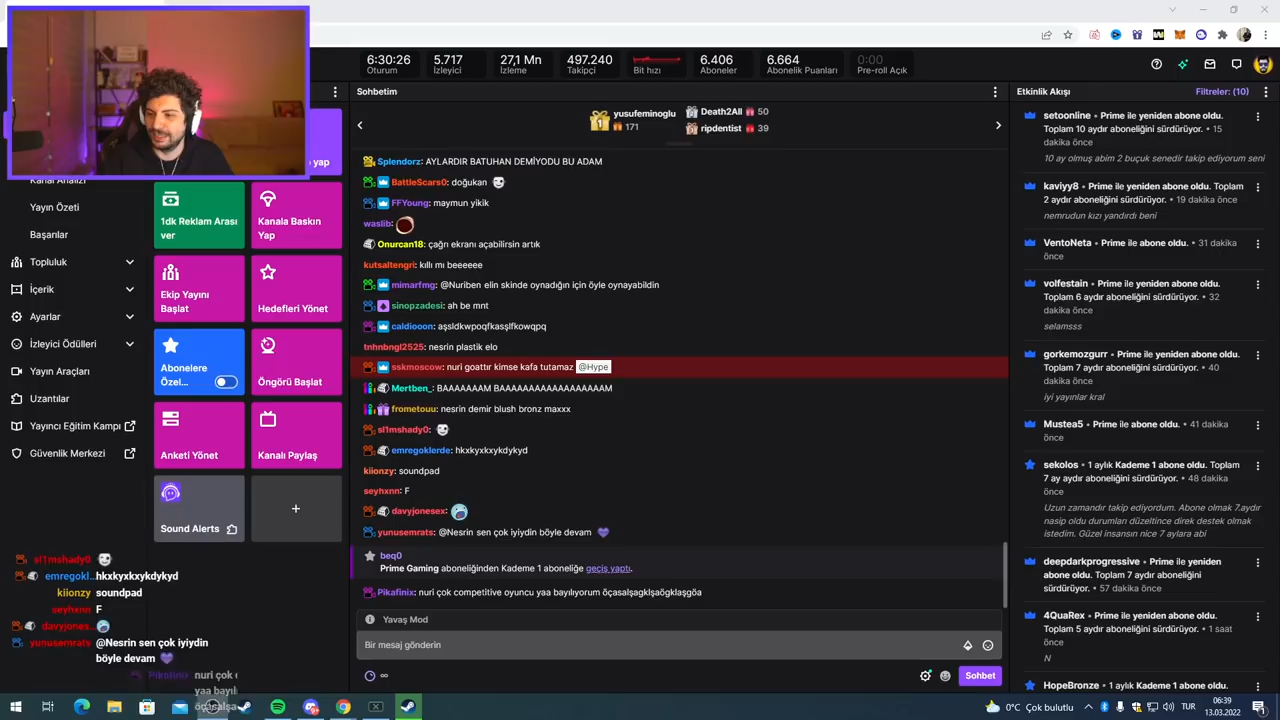 6:30:26
Oturum
5.717
İzleyici
27,1 Mn
İzleme
497.240
Takipçi
Bit hızı
6.406
Aboneler
6.664
Abonelik Puanları
0:00
Pre-roll Açık
yap
Kanal Analizi
Yayın Özeti
Başarılar
Topluluk
İçerik
Ayarlar
İzleyici Ödülleri
Yayın Araçları
Uzantılar
Yayıncı Eğitim Kampı
Güvenlik Merkezi
1dk Reklam Arası
ver
Kanala Baskın
Yap
Ekip Yayını
Başlat
Hedefleri Yönet
Abonelere
Özel...
Öngörü Başlat
Anketi Yönet
Kanalı Paylaş
Sound Alerts
+
sl1mshady0
emregokl... hkxkyxkxykdykyd
kiionzy soundpad
seyhxnn F
davyjones...
yunusemrats @Nesrin sen çok iyiydin
böyle devam
Pikafinix nuri çok c
yaa bayılı
öçasalşa
Sohbetim
1
yusufeminoglu
171
Death2All 50
ripdentist 39
Splendorz: AYLARDIR BATUHAN DEMİYODU BU ADAM
BattleScars0: doğukan
FFYoung: maymun yikik
waslib:
Onurcan18: çağrı ekranı açabilirsin artık
kutsaltengri: kıllı mı beeeeee
mimarfmg: @Nuriben elin skinde oynadığın için öyle oynayabildin
sinopzadesi: ah be mnt
caldiooon: aşsldkwpoqfkasşlfkowqpq
tnhnbngl2525: nesrin plastik elo
sskmoscow: nuri goattır kimse kafa tutamaz @Hype
Mertben_: BAAAAAAAM BAAAAAAAAAAAAAAAAAAAM
frometouu: nesrin demir blush bronz maxxx
sl1mshady0:
emregoklerde: hkxkyxkxykdykyd
kiionzy: soundpad
seyhxnn: F
davyjonesex:
yunusemrats: @Nesrin sen çok iyiydin böyle devam
beq0
Prime Gaming aboneliğinden Kademe 1 aboneliğe geçiş yaptı.
Pikafinix: nuri çok competitive oyuncu yaa bayılıyorum öçasalşagklşaögklaşgöa
Yavaş Mod
Bir mesaj gönderin
Sohbet
Etkinlik Akışı
Filtreler: (10)
setoonline • Prime ile yeniden abone oldu.
Toplam 10 aydır aboneliğini sürdürüyor. • 15
dakika önce
10 ay olmuş abim 2 buçuk senedir takip ediyorum seni
kaviyy8 • Prime ile yeniden abone oldu. Toplam
2 aydır aboneliğini sürdürüyor. • 19 dakika önce
nemrudun kızı yandırdı beni
VentoNeta • Prime ile abone oldu. • 31 dakika
önce
volfestain • Prime ile yeniden abone oldu.
Toplam 6 aydır aboneliğini sürdürüyor. • 32
dakika önce
selamsss
gorkemozgurr • Prime ile yeniden abone oldu.
Toplam 7 aydır aboneliğini sürdürüyor. • 40
dakika önce
iyi yayınlar kral
Mustea5 • Prime ile abone oldu. • 41 dakika
önce
sekolos • 1 aylık Kademe 1 abone oldu. Toplam
7 ay aydır aboneliğini sürdürüyor. • 48 dakika
önce
Uzun zamandır takip ediyordum. Abone olmak 7.aydır
nasip oldu durumları düzeltince direk destek olmak
istedim. Güzel insansın nice 7 aylara abi
deepdarkprogressive • Prime ile yeniden
abone oldu. Toplam 7 aydır aboneliğini
sürdürüyor. • 57 dakika önce
4QuaRex • Prime ile yeniden abone oldu.
Toplam 5 aydır aboneliğini sürdürüyor. • 1 saat
önce
N
HopeBronze • 1 aylık Kademe 1 abone oldu.
0°C Çok bulutlu
TUR
06:39
13.03.2022
1